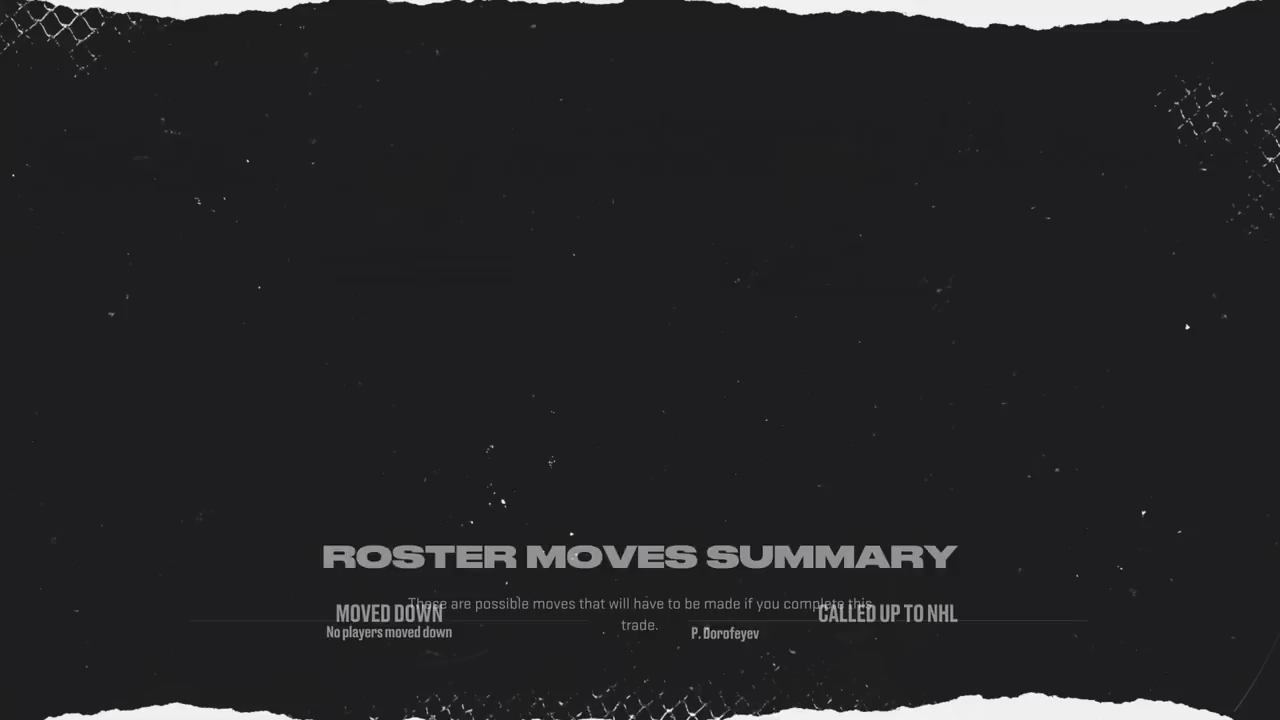 ROSTER MOVES SUMMARY
These are possible moves that will have to be made if you complete this
trade.
MOVED DOWN
No players moved down
CALLED UP TO NHL
P. Dorofeyev